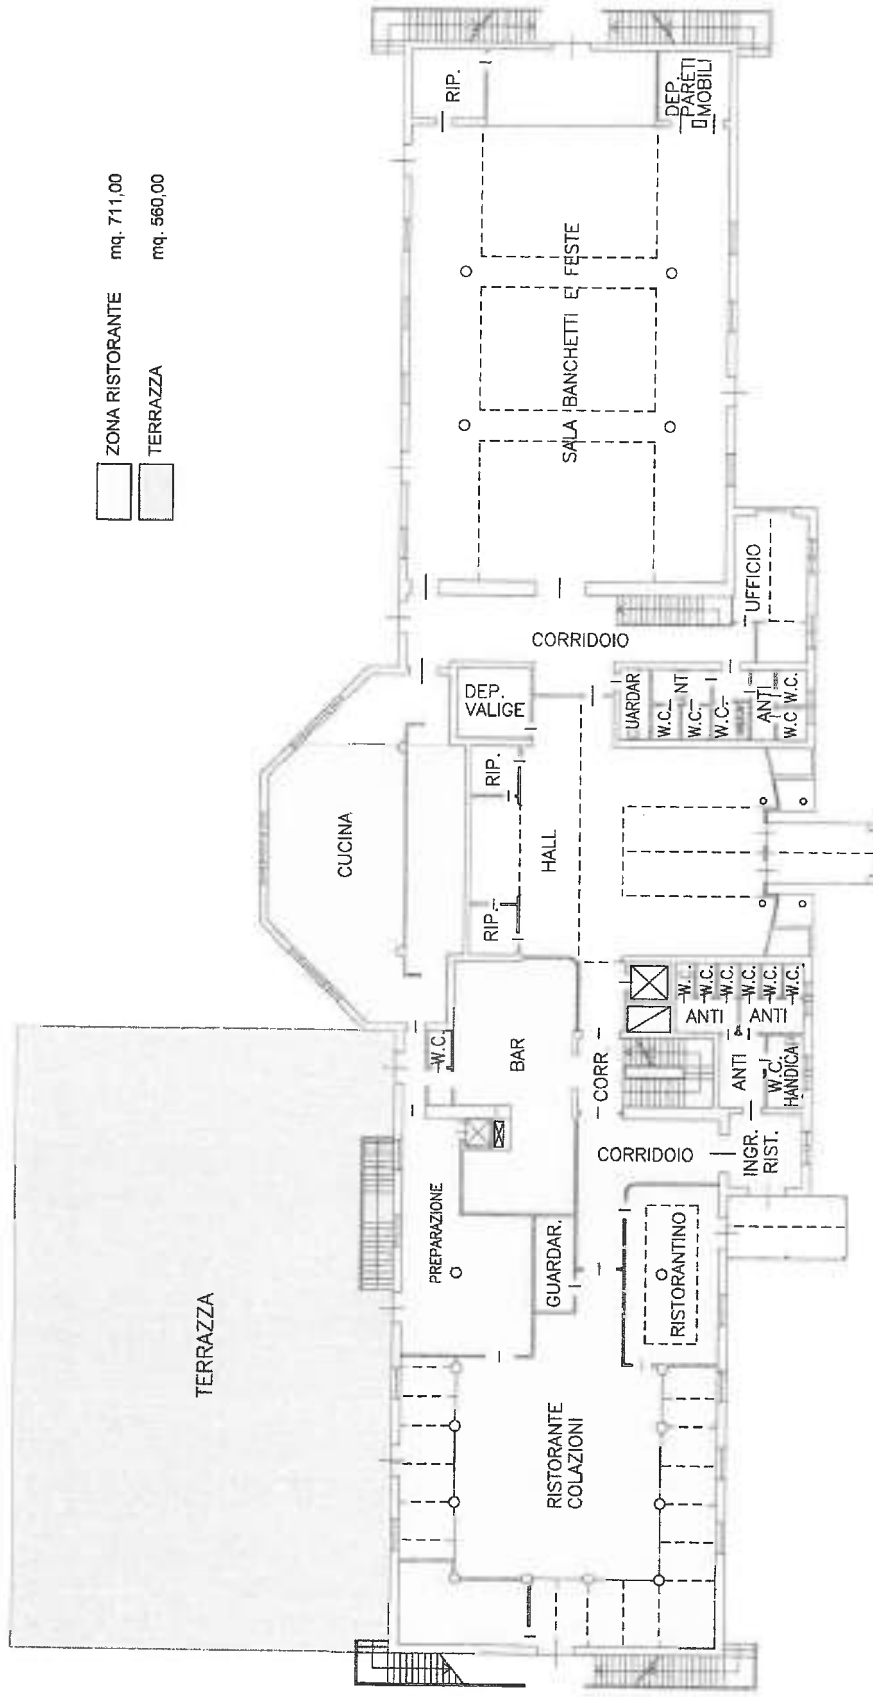 ZONA RISTORANTE mq. 711,00
TERRAZZA mq. 560,00
TERRAZZA
CUCINA
RIP.
DEP.
PARETI
MOBILI
SALA BANCHETTI E FESTE
CORRIDOIO
UFFICIO
DEP.
VALIGE
UARDAR
NT
W.C.
W.C.
W.C.
ANTI
W.C.
W.C
RIP.
RIP.
HALL
W.C.
BAR
CORR
W.C.
W.C.
W.C.
W.C.
W.C.
W.C.
ANTI
ANTI
ANTI
W.C.
HANDICA
PREPARAZIONE
GUARDAR.
CORRIDOIO
INGR.
RIST.
RISTORANTINO
RISTORANTE
COLAZIONI